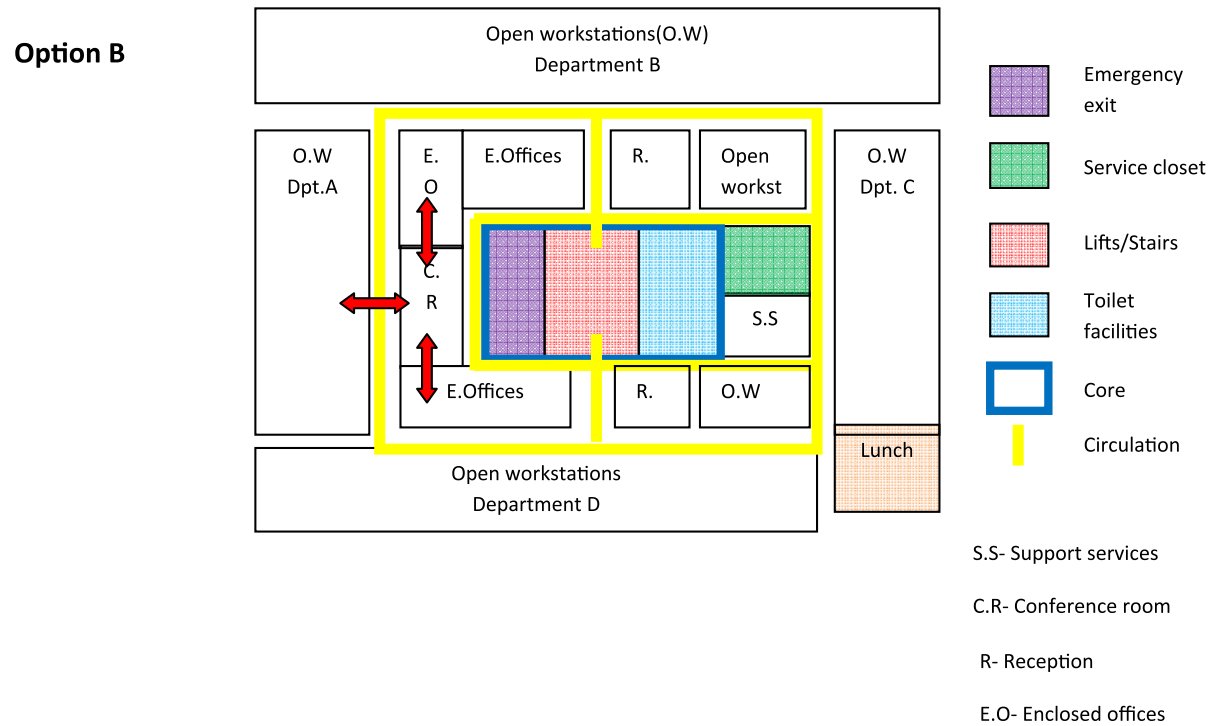 Option B
Open workstations(O.W)
Department B
O.W
Dpt.A
E.
O
E.Offices
R.
Open
workst
O.W
Dpt. C
C.
R
S.S
E.Offices
R.
O.W
Lunch
Open workstations
Department D
Emergency
exit
Service closet
Lifts/Stairs
Toilet
facilities
Core
Circulation
S.S- Support services
C.R- Conference room
R- Reception
E.O- Enclosed offices